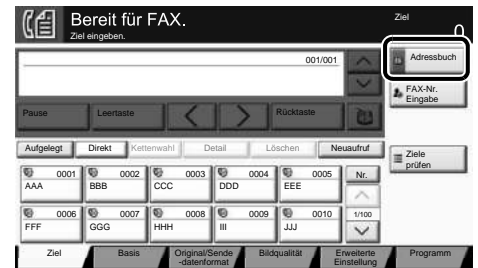 Bereit für FAX.
Ziel eingeben.
Ziel
0
001/001
Adressbuch
FAX-Nr.
Eingabe
Pause
Leertaste
Rücktaste
Aufgelegt
Direkt
Kettenwahl
Detail
Löschen
Neuaufruf
Ziele
prüfen
0001
AAA
0002
BBB
0003
CCC
0004
DDD
0005
EEE
Nr.
0006
FFF
0007
GGG
0008
HHH
0009
III
0010
JJJ
1/100
Ziel
Basis
Original/Sende
-datenformat
Bildqualität
Erweiterte
Einstellung
Programm